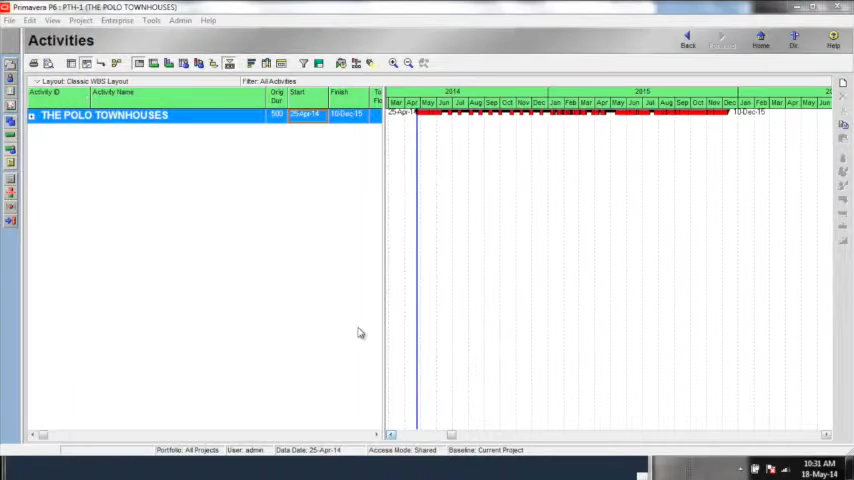 Primavera P6 : PTH-1 (THE POLO TOWNHOUSES)
File Edit View Project Enterprise Tools Admin Help
Activities
Back Forward Home Dir. Help
Layout: Classic WBS Layout Filter: All Activities
Activity ID Activity Name Orig Dur Start Finish To Flo
2014 2015 20
Mar Apr May Jun Jul Aug Sep Oct Nov Dec Jan Feb Mar Apr May Jun Jul Aug Sep Oct Nov Dec Jan Feb Mar Apr May Jun
THE POLO TOWNHOUSES 500 25-Apr-14 10-Dec-15
25-Apr-14 10-Dec-15
Portfolio: All Projects User: admin Data Date: 25-Apr-14 Access Mode: Shared Baseline: Current Project
10:31 AM
18-May-14